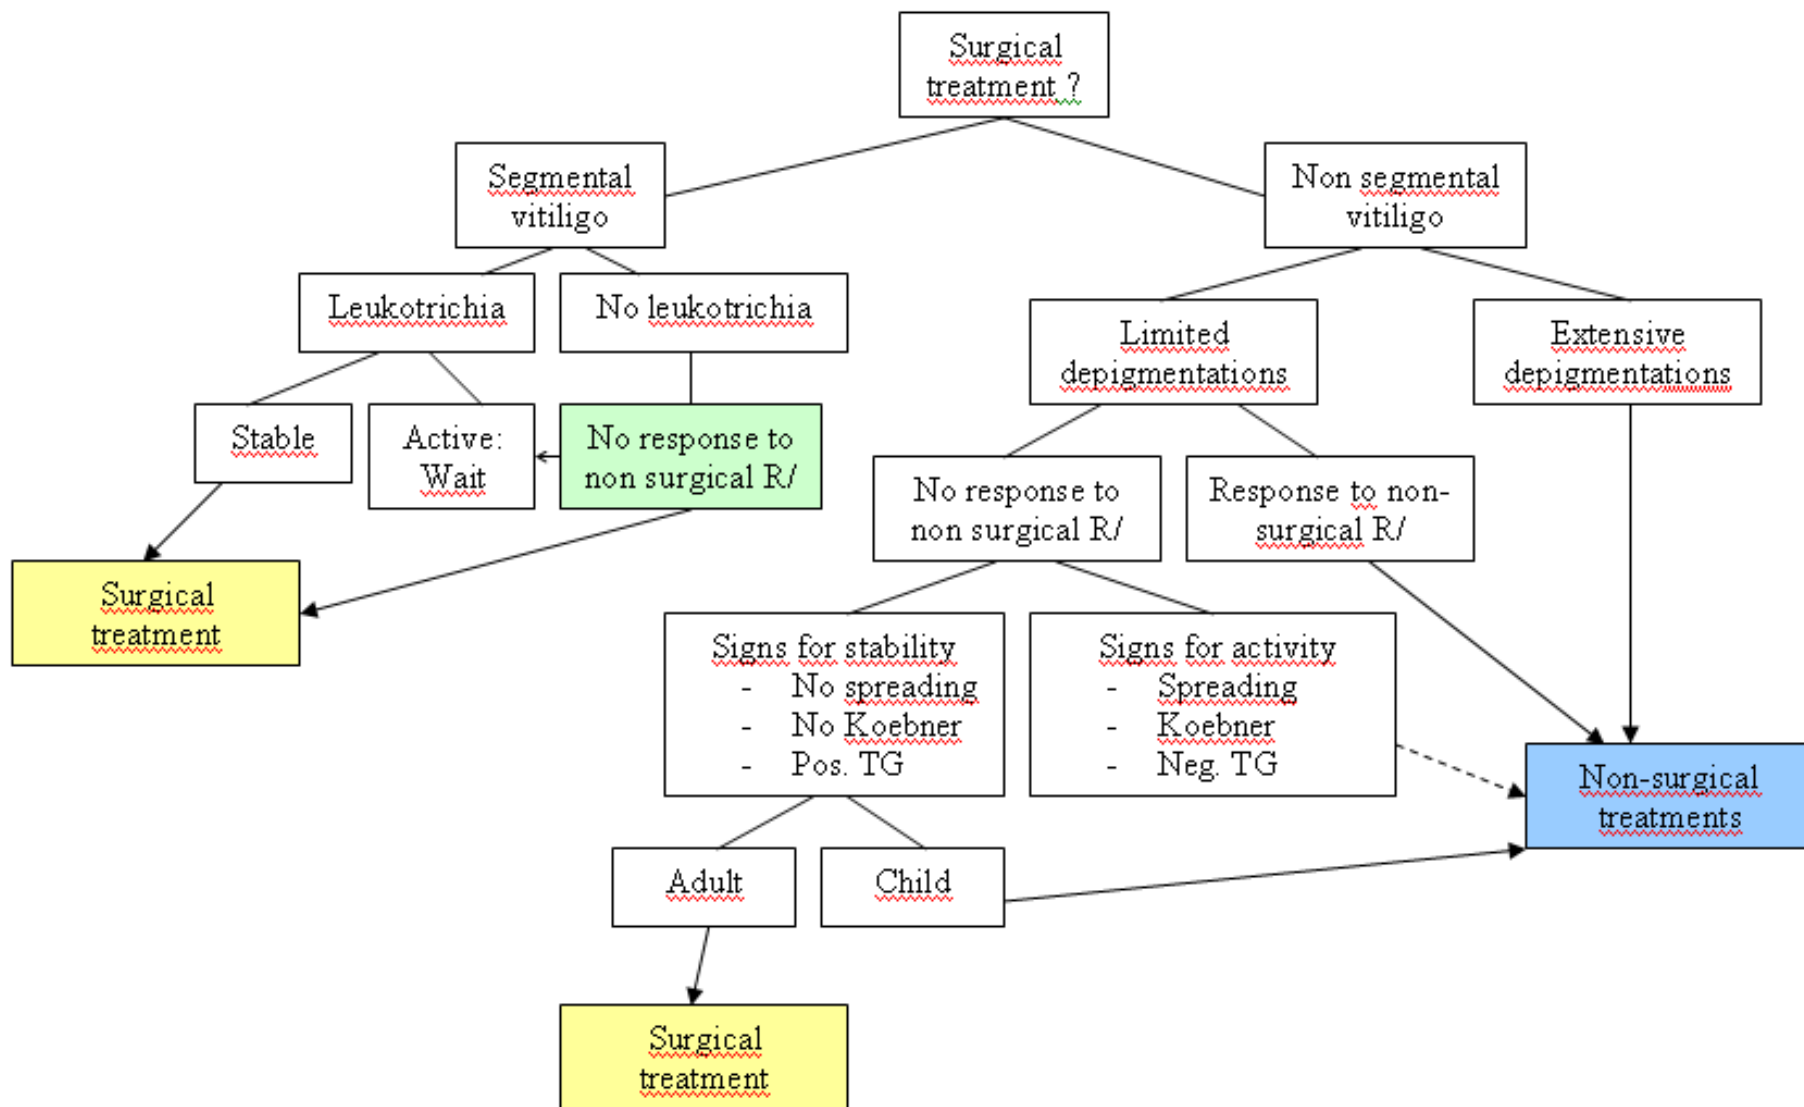 Surgical
treatment ?
Segmental
vitiligo
Non segmental
vitiligo
Leukotrichia
No leukotrichia
Limited
depigmentations
Extensive
depigmentations
Stable
Active:
Wait
No response to
non surgical R/
No response to
non surgical R/
Response to non-
surgical R/
Surgical
treatment
Signs for stability
- No spreading
- No Koebner
- Pos. TG
Signs for activity
- Spreading
- Koebner
- Neg. TG
Non-surgical
treatments
Adult
Child
Surgical
treatment